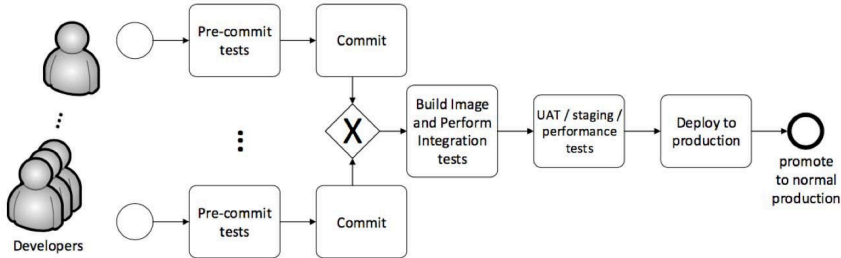 Pre-commit
tests
Commit
X
Build Image
and Perform
Integration
tests
UAT / staging /
performance
tests
Deploy to
production
promote
to normal
production
Pre-commit
tests
Commit
Developers